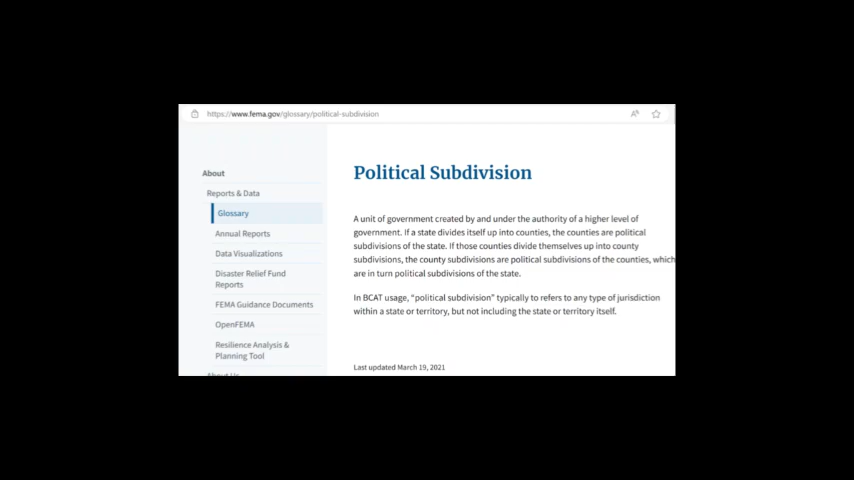 https://www.fema.gov/glossary/political-subdivision
About
Reports & Data
Glossary
Annual Reports
Data Visualizations
Disaster Relief Fund
Reports
FEMA Guidance Documents
OpenFEMA
Resilience Analysis &
Planning Tool
About Us
Political Subdivision
A unit of government created by and under the authority of a higher level of
government. If a state divides itself up into counties, the counties are political
subdivisions of the state. If those counties divide themselves up into county
subdivisions, the county subdivisions are political subdivisions of the counties, which
are in turn political subdivisions of the state.
In BCAT usage, “political subdivision” typically to refers to any type of jurisdiction
within a state or territory, but not including the state or territory itself.
Last updated March 19, 2021